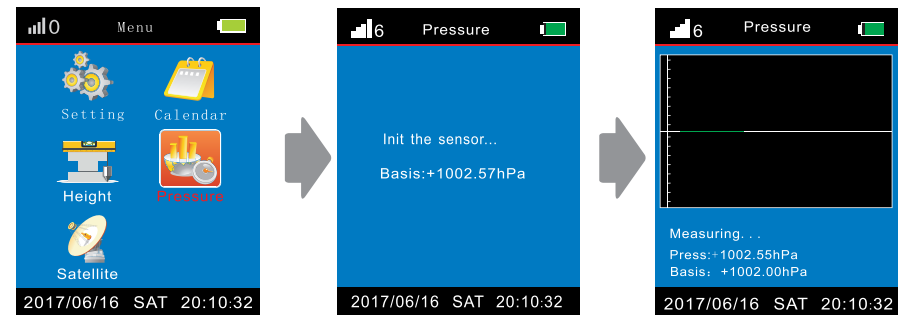 0 Menu
Setting Calendar
Height Pressure
Satellite
2017/06/16 SAT 20:10:32
6 Pressure
Init the sensor...
Basis:+1002.57hPa
2017/06/16 SAT 20:10:32
6 Pressure
Measuring. . .
Press:+1002.55hPa
Basis: +1002.00hPa
2017/06/16 SAT 20:10:32